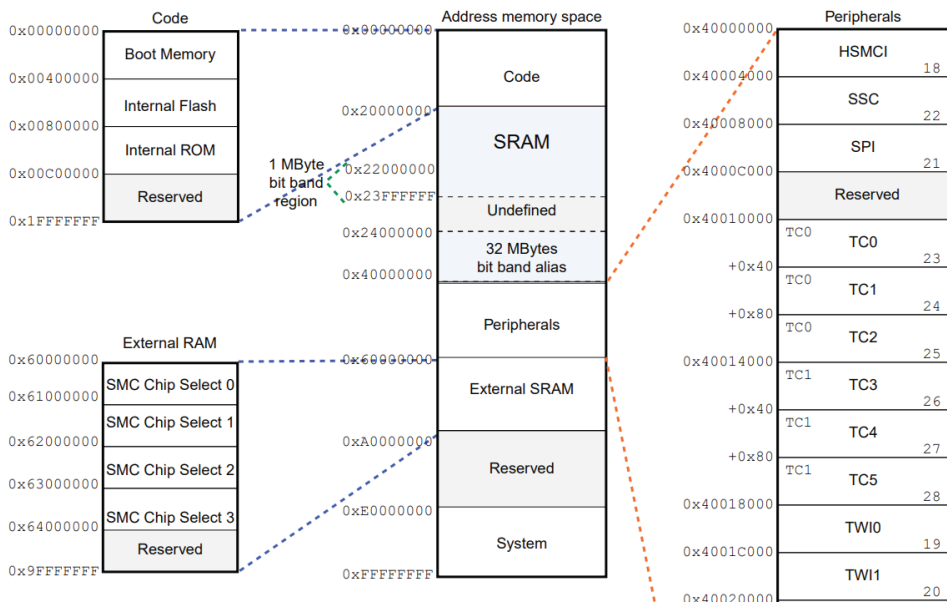 Code
0x00000000
Boot Memory
0x00400000
Internal Flash
0x00800000
Internal ROM
0x00C00000
Reserved
0x1FFFFFFF
External RAM
0x60000000
SMC Chip Select 0
0x61000000
SMC Chip Select 1
0x62000000
SMC Chip Select 2
0x63000000
SMC Chip Select 3
0x64000000
Reserved
0x9FFFFFFF
Address memory space
0x00000000
Code
0x20000000
SRAM
1 MByte
bit band
region
0x22000000
0x23FFFFFF
Undefined
0x24000000
32 MBytes
bit band alias
0x40000000
Peripherals
0x60000000
External SRAM
0xA0000000
Reserved
0xE0000000
System
0xFFFFFFFF
Peripherals
0x40000000
HSMCI
18
0x40004000
SSC
22
0x40008000
SPI
21
0x4000C000
Reserved
0x40010000
TC0
TC0
23
+0x40
TC0
TC1
24
+0x80
TC0
TC2
25
0x40014000
TC1
TC3
26
+0x40
TC1
TC4
27
+0x80
TC1
TC5
28
0x40018000
TWI0
19
0x4001C000
TWI1
20
0x40020000